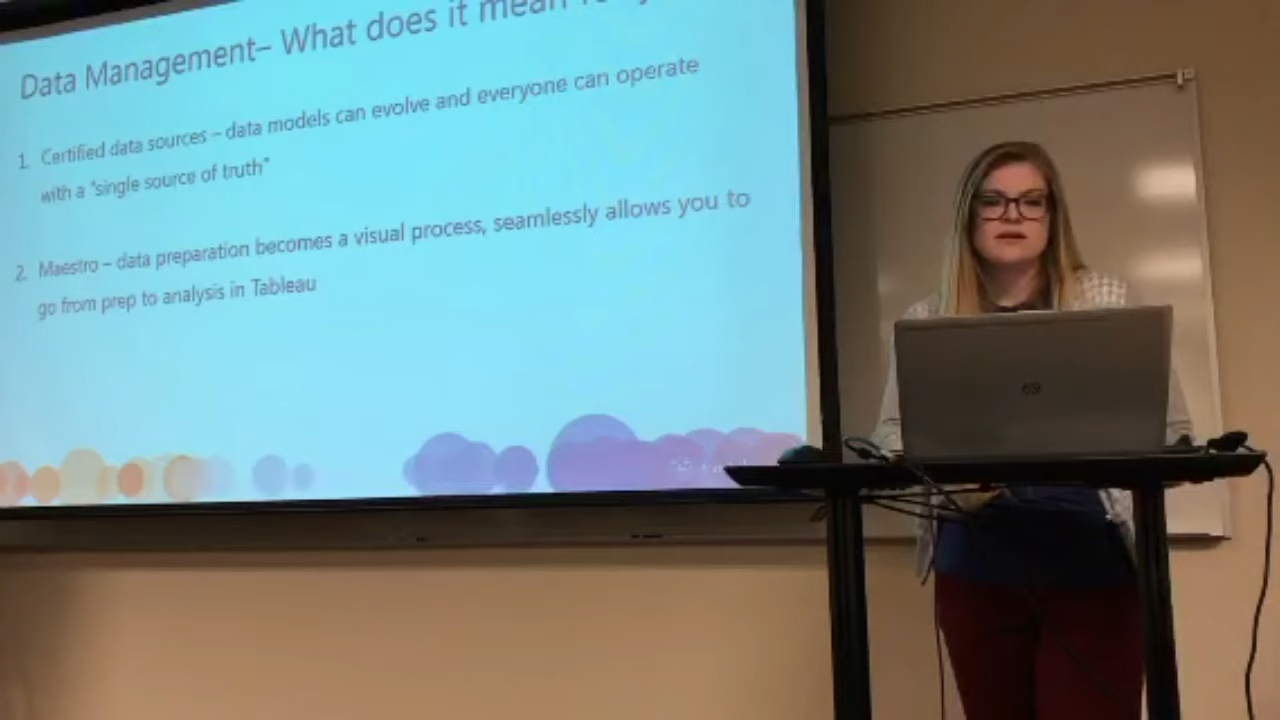 Data Management– What does it mean
1. Certified data sources – data models can evolve and everyone can operate
with a "single source of truth"
2. Maestro – data preparation becomes a visual process, seamlessly allows you to
go from prep to analysis in Tableau